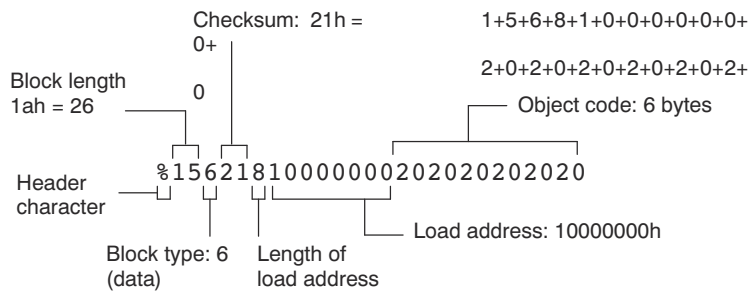 Checksum: 21h = 1+5+6+8+1+0+0+0+0+0+0+
0+
2+0+2+0+2+0+2+0+2+0+2+
0
Block length
1ah = 26
Object code: 6 bytes
%1562181000000020202020202020
Header
character
Load address: 10000000h
Block type: 6
(data)
Length of
load address